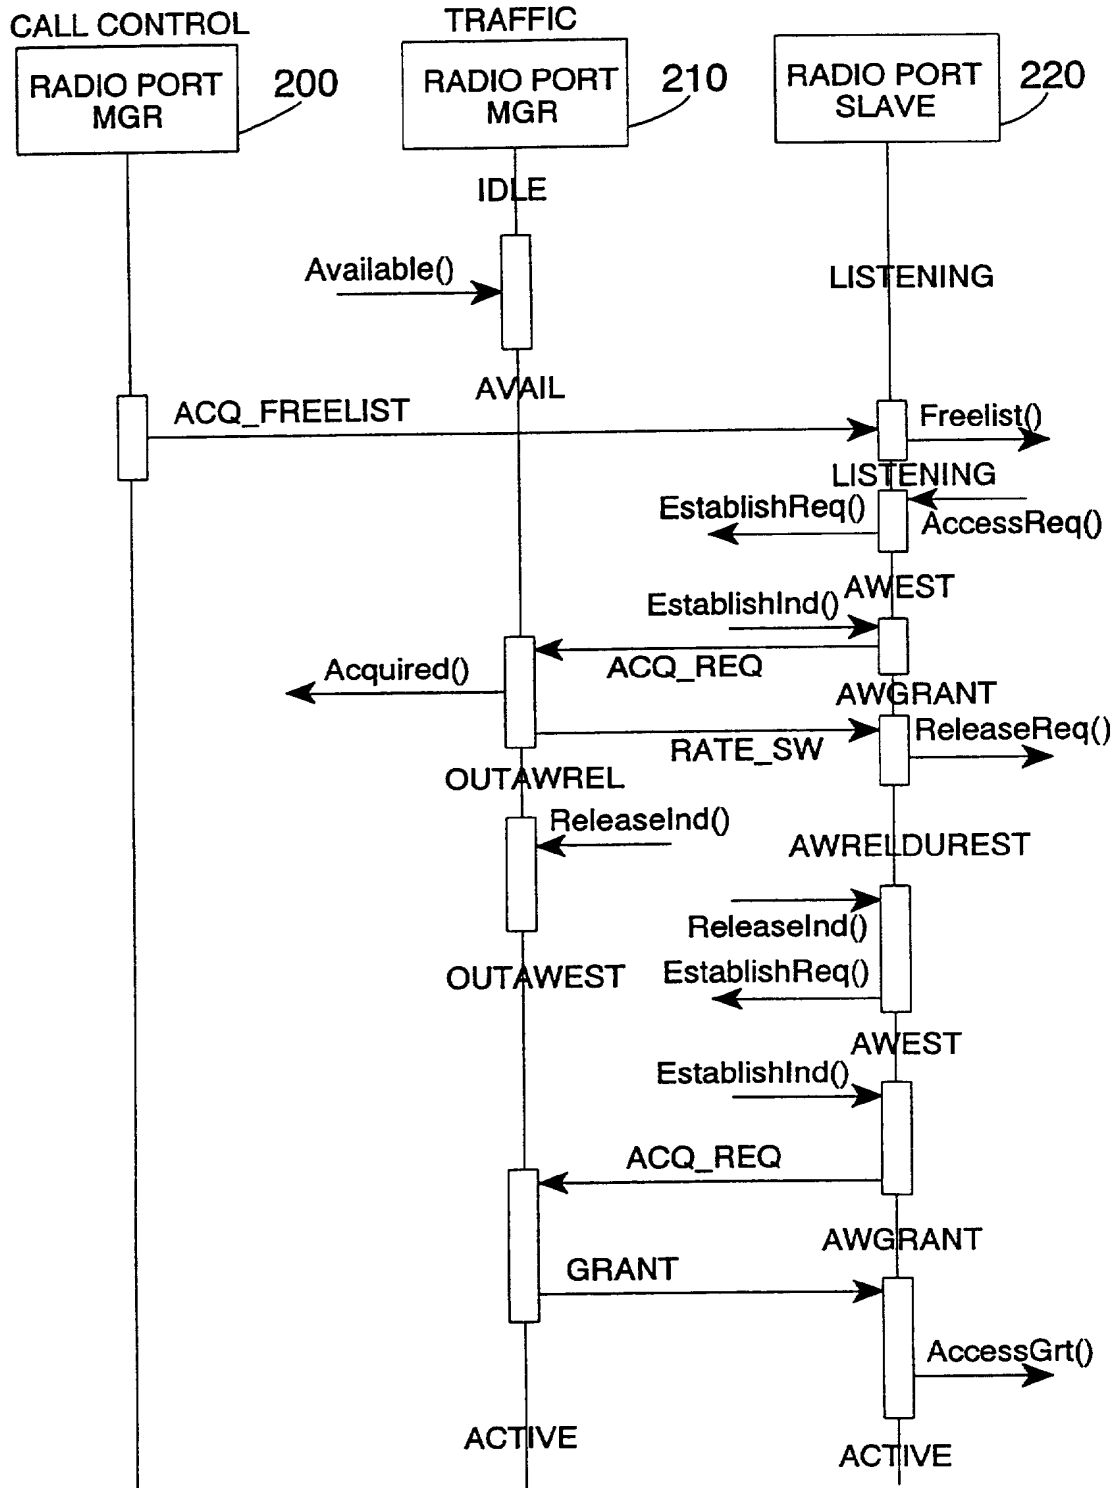 CALL CONTROL
TRAFFIC
RADIO PORT
MGR
200
RADIO PORT
MGR
210
RADIO PORT
SLAVE
220
IDLE
Available()
LISTENING
AVAIL
ACQ_FREELIST
Freelist()
LISTENING
EstablishReq()
AccessReq()
AWEST
EstablishInd()
ACQ_REQ
Acquired()
AWGRANT
RATE_SW
ReleaseReq()
OUTAWREL
ReleaseInd()
AWRELDUREST
ReleaseInd()
OUTAWEST
EstablishReq()
AWEST
EstablishInd()
ACQ_REQ
AWGRANT
GRANT
AccessGrt()
ACTIVE
ACTIVE